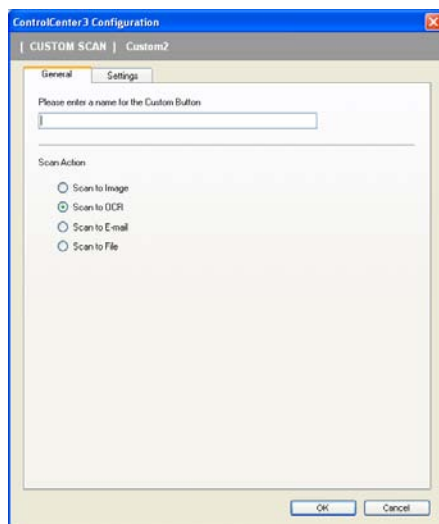 ControlCenter3 Configuration
| CUSTOM SCAN | Custom2
General Settings
Please enter a name for the Custom Button
Scan Action
Scan to Image
Scan to OCR
Scan to E-mail
Scan to File
OK Cancel